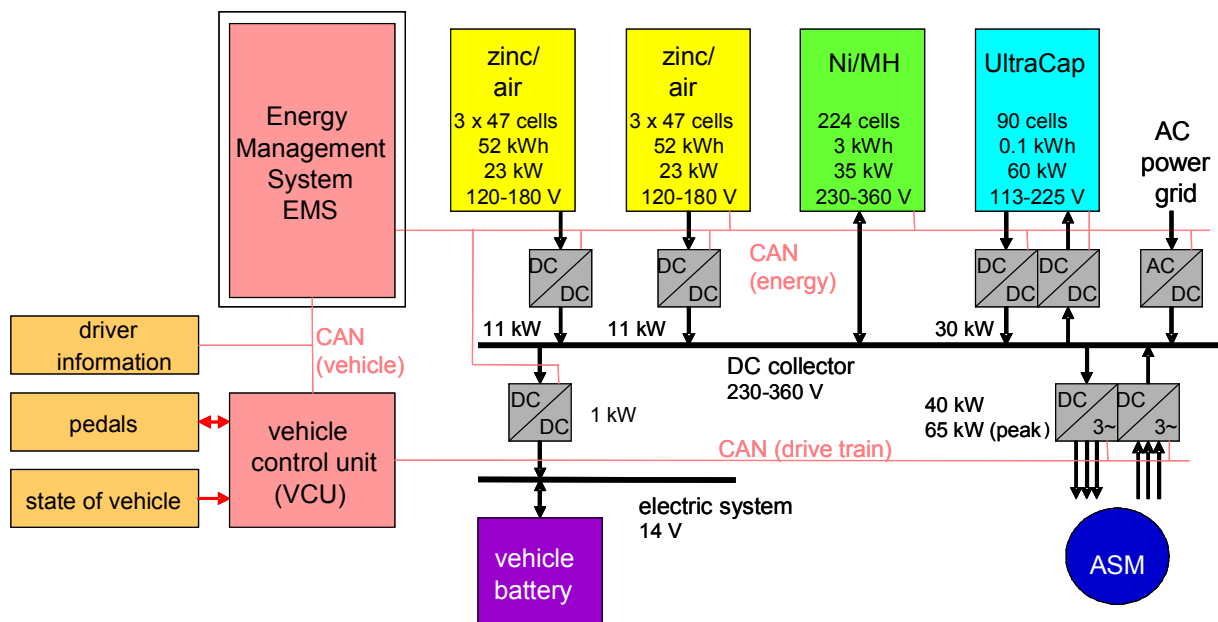 Energy
Management
System
EMS
zinc/
air
3 x 47 cells
52 kWh
23 kW
120-180 V
zinc/
air
3 x 47 cells
52 kWh
23 kW
120-180 V
Ni/MH
224 cells
3 kWh
35 kW
230-360 V
UltraCap
90 cells
0.1 kWh
60 kW
113-225 V
AC
power
grid
DC
DC
DC
DC
CAN
(energy)
DC
DC
DC
DC
AC
DC
11 kW
11 kW
30 kW
DC collector
230-360 V
driver
information
CAN
(vehicle)
pedals
state of vehicle
vehicle
control unit
(VCU)
DC
DC
1 kW
40 kW
65 kW (peak)
DC
3~
DC
3~
CAN (drive train)
electric system
14 V
vehicle
battery
ASM